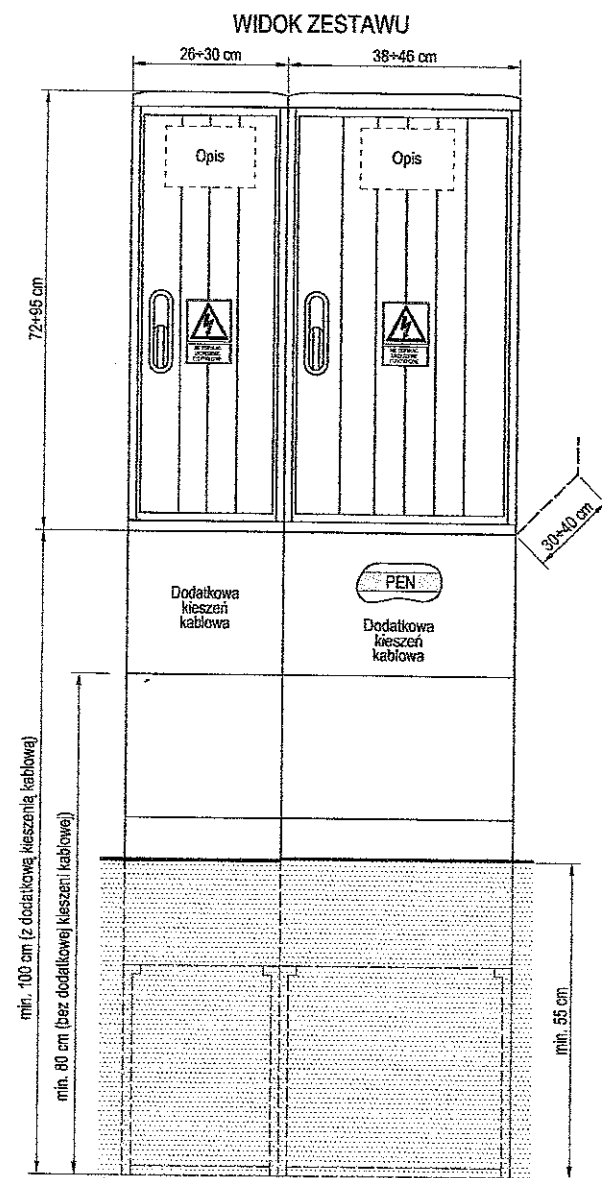 WIDOK ZESTAWU
26÷30 cm
38÷46 cm
Opis
Opis
72÷95 cm
30÷40 cm
Dodatkowa
kieszeń
kablowa
PEN
Dodatkowa
kieszeń
kablowa
min. 100 cm (z dodatkową kieszenią kablową)
min. 80 cm (bez dodatkowej kieszeni kablowej)
min. 55 cm